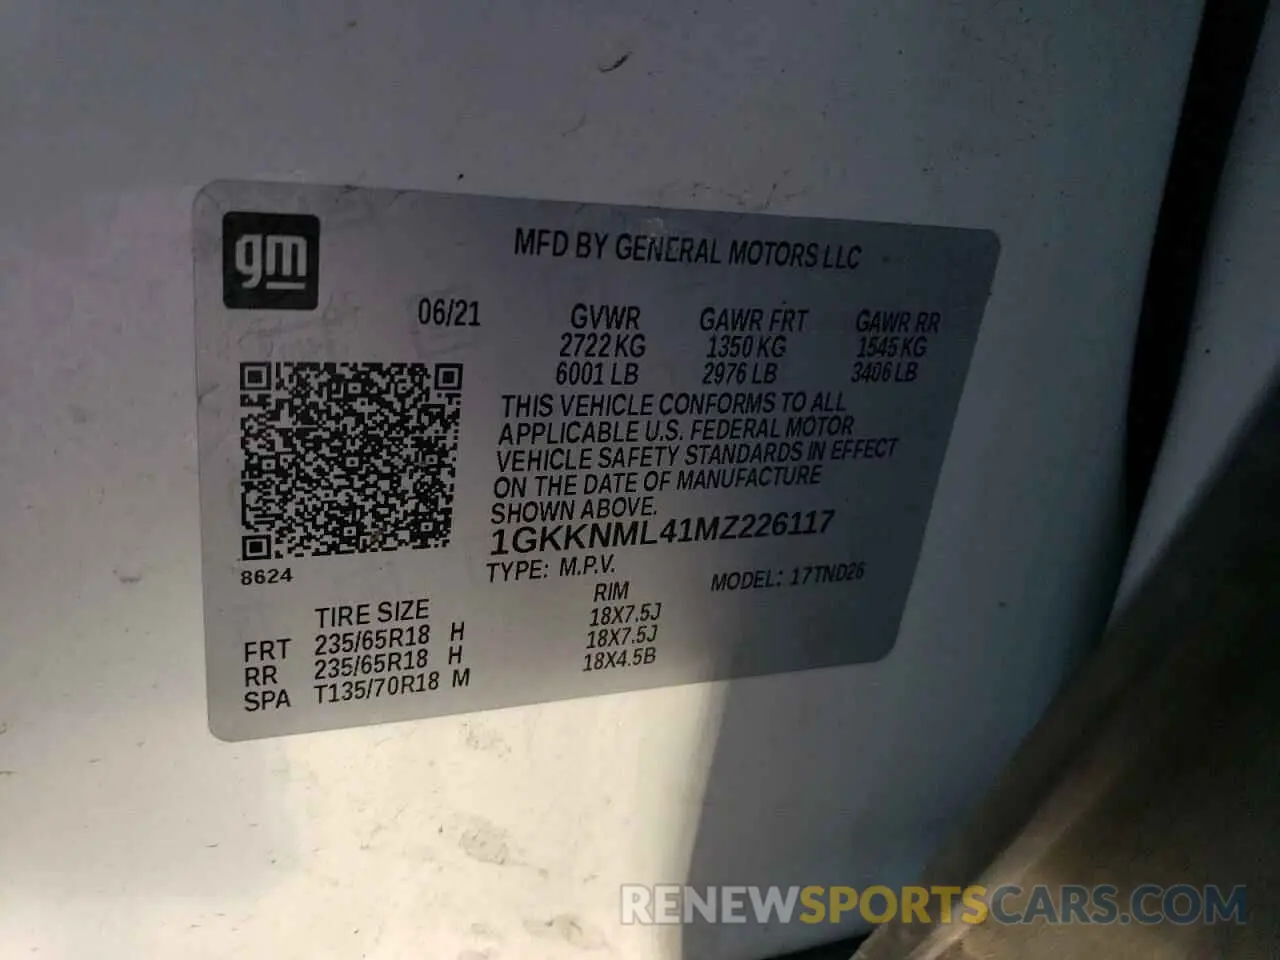 gm
MFD BY GENERAL MOTORS LLC
06/21
GVWR GAWR FRT GAWR RR
2722 KG 1350 KG 1545 KG
6001 LB 2976 LB 3406 LB
THIS VEHICLE CONFORMS TO ALL
APPLICABLE U.S. FEDERAL MOTOR
VEHICLE SAFETY STANDARDS IN EFFECT
ON THE DATE OF MANUFACTURE
SHOWN ABOVE.
1GKKNML41MZ226117
8624
TYPE: M.P.V. MODEL: 17TND26
TIRE SIZE RIM
FRT 235/65R18 H 18X7.5J
RR 235/65R18 H 18X7.5J
SPA T135/70R18 M 18X4.5B
RENEWSPORTSCARS.COM